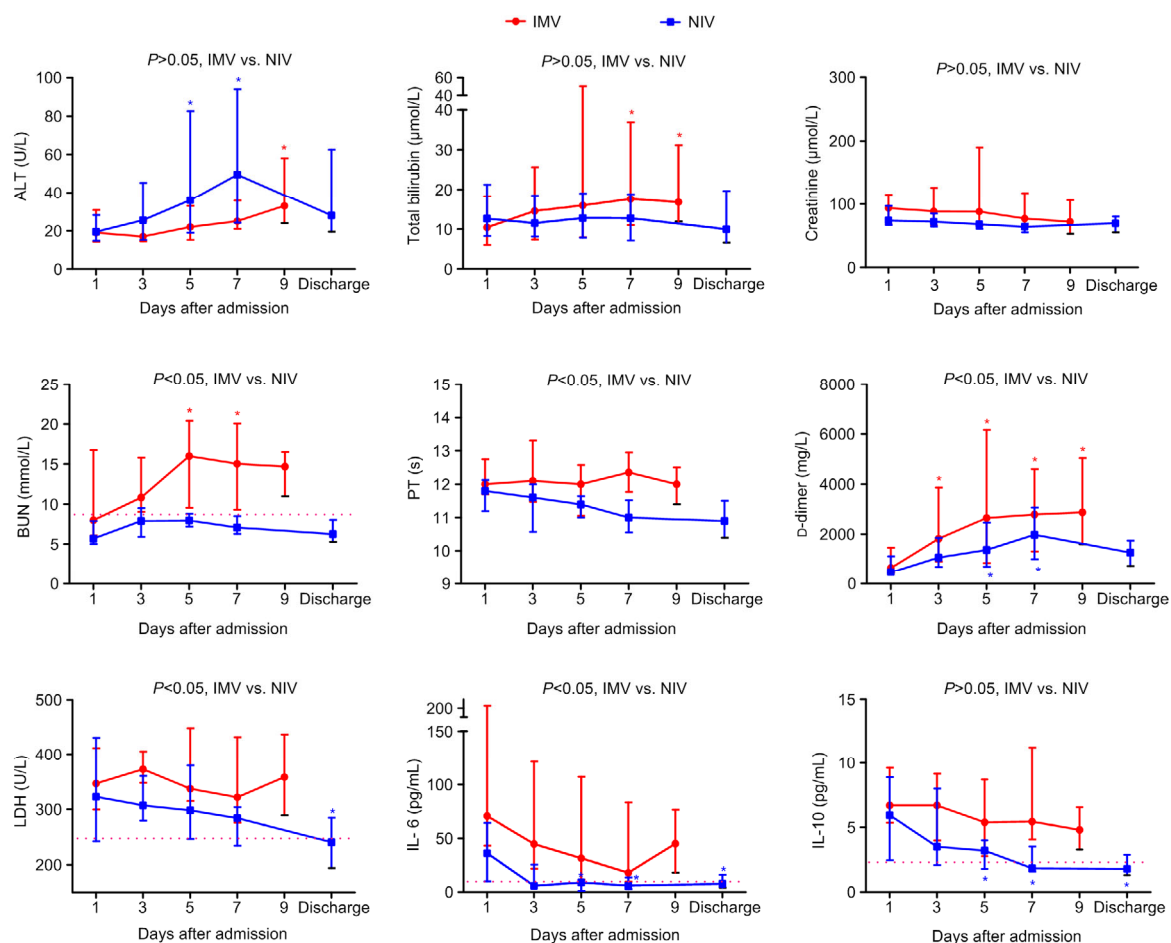 IMV NIV
P>0.05, IMV vs. NIV
100
80
60
40
20
0
ALT (U/L)
* * *
1 3 5 7 9 Discharge
Days after admission
P>0.05, IMV vs. NIV
60
50
40
30
20
10
0
Total bilirubin (μmol/L)
* *
1 3 5 7 9 Discharge
Days after admission
P>0.05, IMV vs. NIV
300
200
100
0
Creatinine (μmol/L)
1 3 5 7 9 Discharge
Days after admission
P<0.05, IMV vs. NIV
25
20
15
10
5
0
BUN (mmol/L)
* *
1 3 5 7 9 Discharge
Days after admission
P<0.05, IMV vs. NIV
15
14
13
12
11
10
9
PT (s)
1 3 5 7 9 Discharge
Days after admission
P<0.05, IMV vs. NIV
8000
6000
4000
2000
0
D-dimer (mg/L)
* * * *
* *
1 3 5 7 9 Discharge
Days after admission
P<0.05, IMV vs. NIV
500
400
300
200
LDH (U/L)
*
1 3 5 7 9 Discharge
Days after admission
P<0.05, IMV vs. NIV
200
150
100
50
0
IL- 6 (pg/mL)
* * *
1 3 5 7 9 Discharge
Days after admission
P>0.05, IMV vs. NIV
15
10
5
0
IL-10 (pg/mL)
* * *
1 3 5 7 9 Discharge
Days after admission